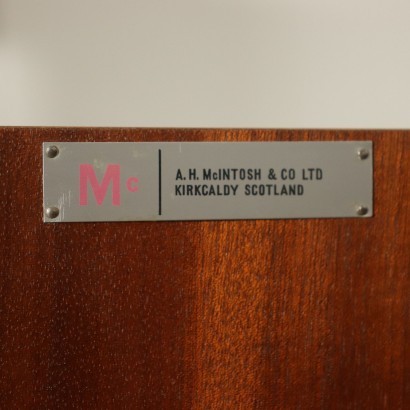 Mc
A. H. McINTOSH & CO LTD
KIRKCALDY SCOTLAND